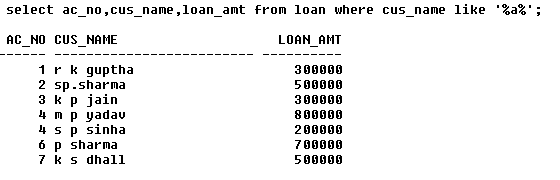 select ac_no,cus_name,loan_amt from loan where cus_name like '%a%';
AC_NO CUS_NAME LOAN_AMT
------ ------------------------- ----------
1 r k guptha 300000
2 sp.sharma 500000
3 k p jain 300000
4 m p yadav 800000
4 s p sinha 200000
6 p sharma 700000
7 k s dhall 500000